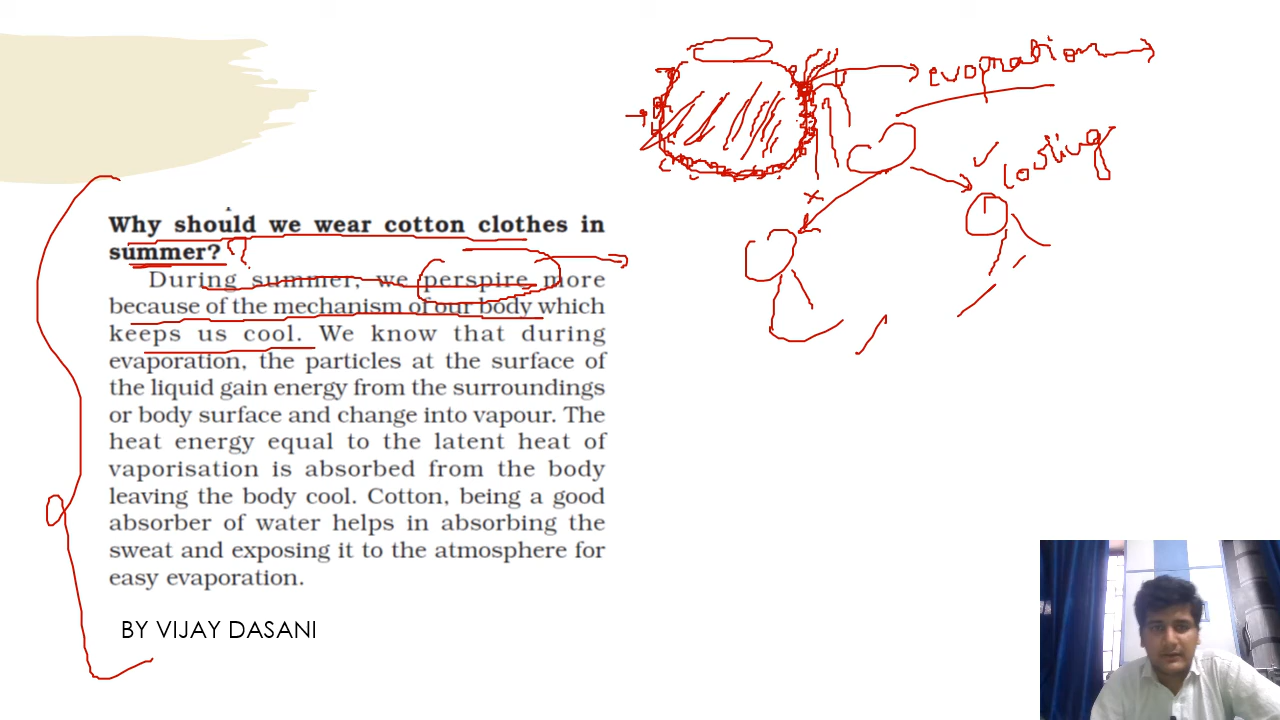 evopration
cooling
Why should we wear cotton clothes in
summer?
During summer, we perspire more
because of the mechanism of our body which
keeps us cool. We know that during
evaporation, the particles at the surface of
the liquid gain energy from the surroundings
or body surface and change into vapour. The
heat energy equal to the latent heat of
vaporisation is absorbed from the body
leaving the body cool. Cotton, being a good
absorber of water helps in absorbing the
sweat and exposing it to the atmosphere for
easy evaporation.
BY VIJAY DASANI